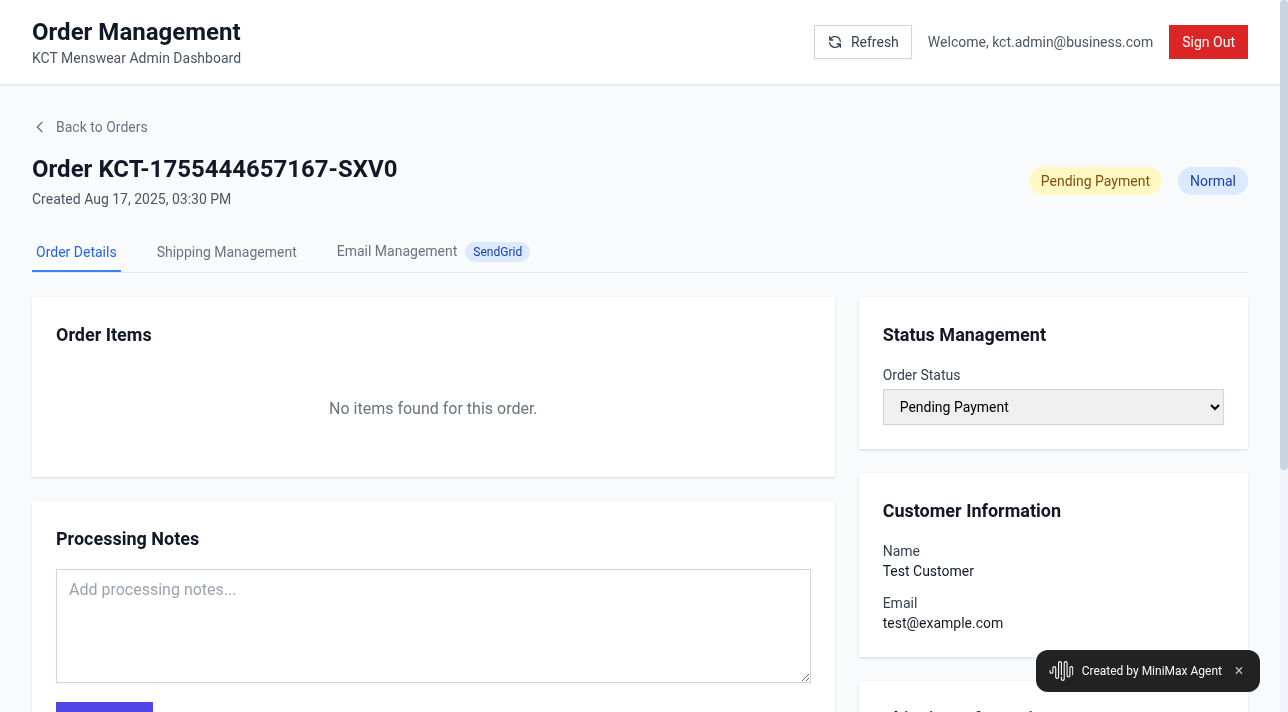 Order Management
KCT Menswear Admin Dashboard
Refresh
Welcome, kct.admin@business.com
Sign Out
Back to Orders
Order KCT-1755444657167-SXV0
Created Aug 17, 2025, 03:30 PM
Pending Payment
Normal
Order Details
Shipping Management
Email Management
SendGrid
Order Items
No items found for this order.
Processing Notes
Add processing notes...
Status Management
Order Status
Pending Payment
Customer Information
Name
Test Customer
Email
test@example.com
Created by MiniMax Agent ×